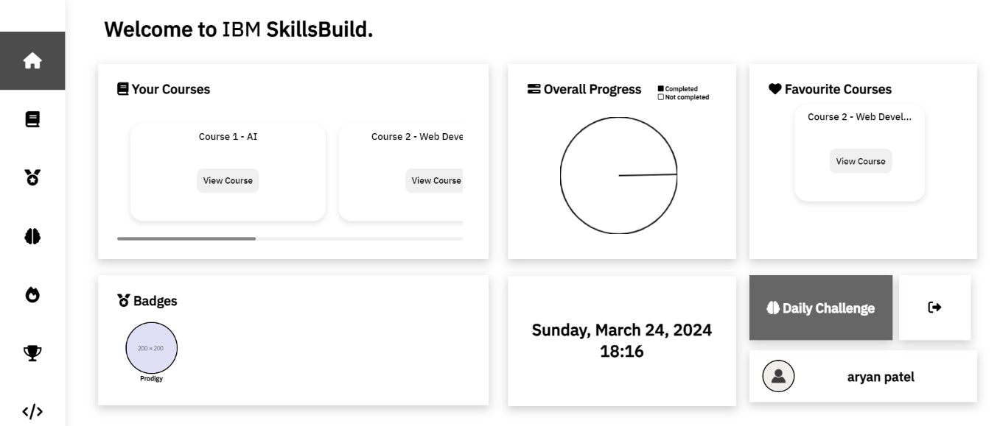 Welcome to IBM SkillsBuild.
Your Courses
Course 1 - AI
View Course
Course 2 - Web Deve
View Course
Overall Progress
Completed
Not completed
Favourite Courses
Course 2 - Web Devel...
View Course
Badges
200 × 200
Prodigy
Sunday, March 24, 2024
18:16
Daily Challenge
aryan patel